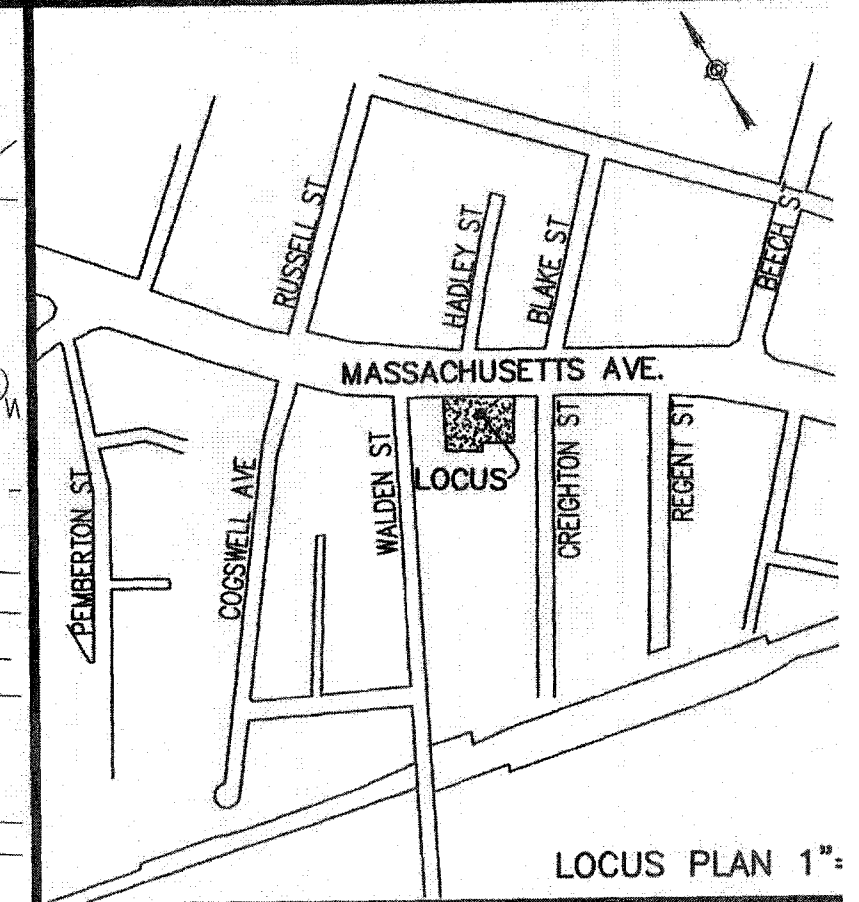 RUSSELL ST
HADLEY ST
BLAKE ST
BEECH ST
MASSACHUSETTS AVE.
LOCUS
PEMBERTON ST
COGSWELL AVE
WALDEN ST
CREIGHTON ST
REGENT ST
LOCUS PLAN 1"=